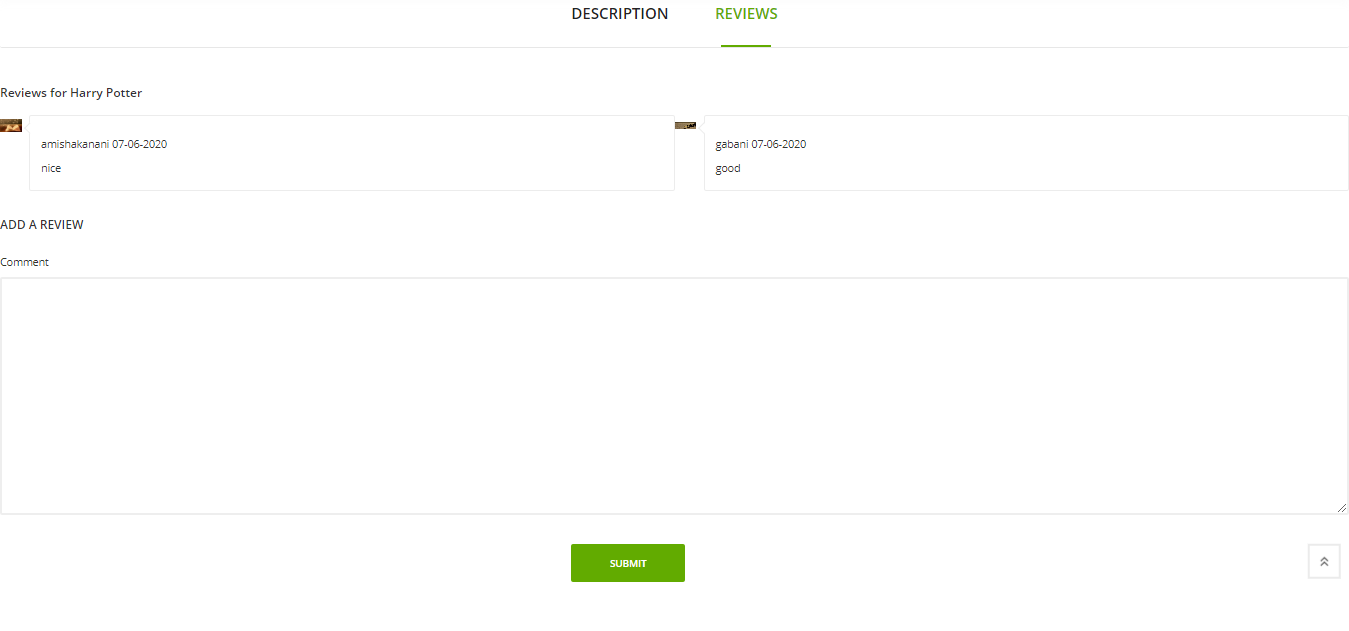 DESCRIPTION REVIEWS
Reviews for Harry Potter
amishakanani 07-06-2020
nice
gabani 07-06-2020
good
ADD A REVIEW
Comment
SUBMIT